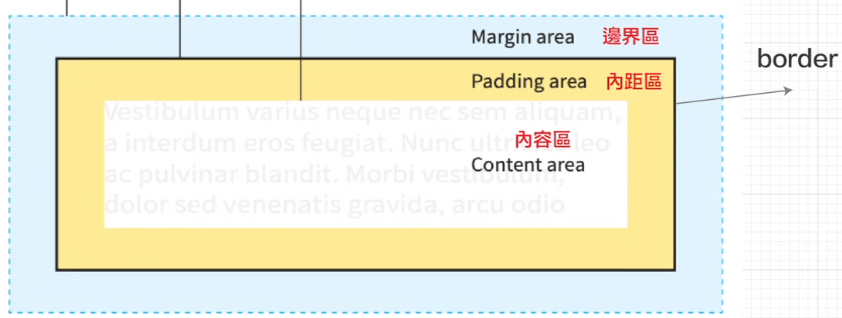 Margin area 邊界區
border
Padding area 內距區
Vestibulum varius neque nec sem aliquam,
a interdum eros feugiat. Nunc leo
內容區
ac pulvinar blandit. Morbi vestibulum,
Content area
dolor sed venenatis gravida, arcu odio